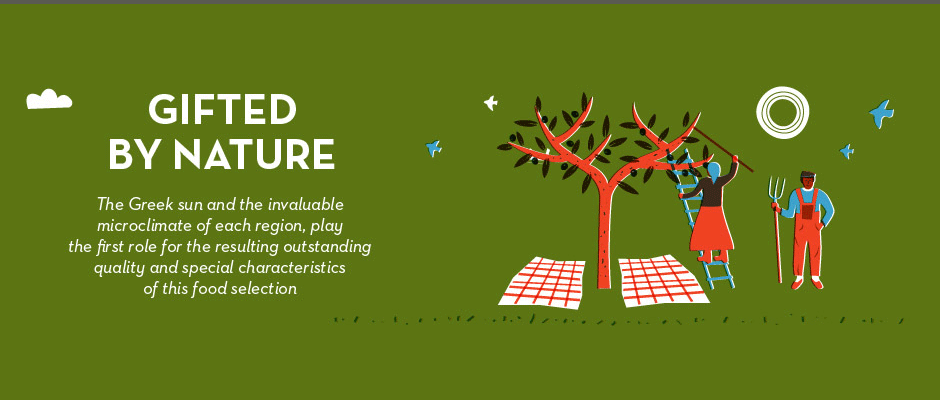 GIFTED
BY NATURE
The Greek sun and the invaluable
microclimate of each region, play
the first role for the resulting outstanding
quality and special characteristics
of this food selection